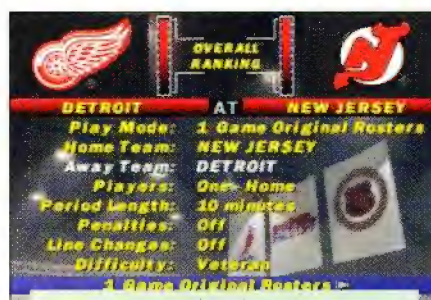 OVERALL
RANKING
DETROIT AT NEW JERSEY
Play Mode: 1 Game Original Rosters
Home Team: NEW JERSEY
Away Team: DETROIT
Players: One - Home
Period Length: 10 minutes
Penalties: Off
Line Changes: Off
Difficulty: Veteran
1 Game Original Rosters